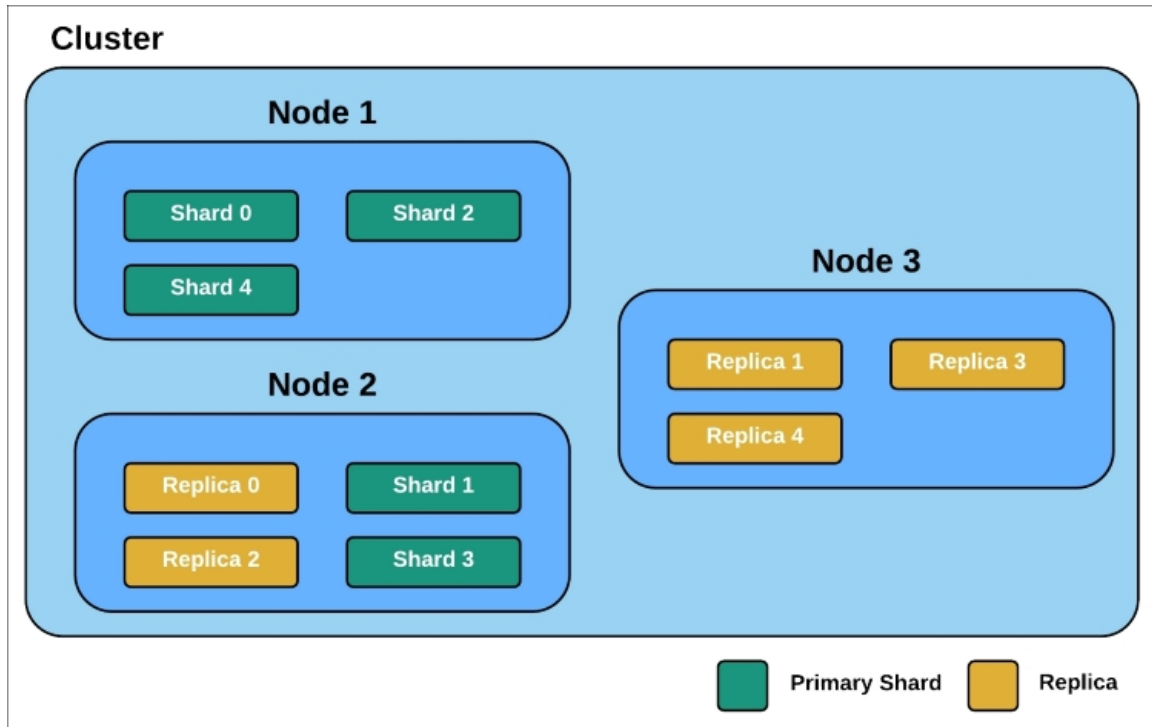 Cluster
Node 1
Shard 0
Shard 2
Shard 4
Node 2
Replica 0
Shard 1
Replica 2
Shard 3
Node 3
Replica 1
Replica 3
Replica 4
Primary Shard
Replica